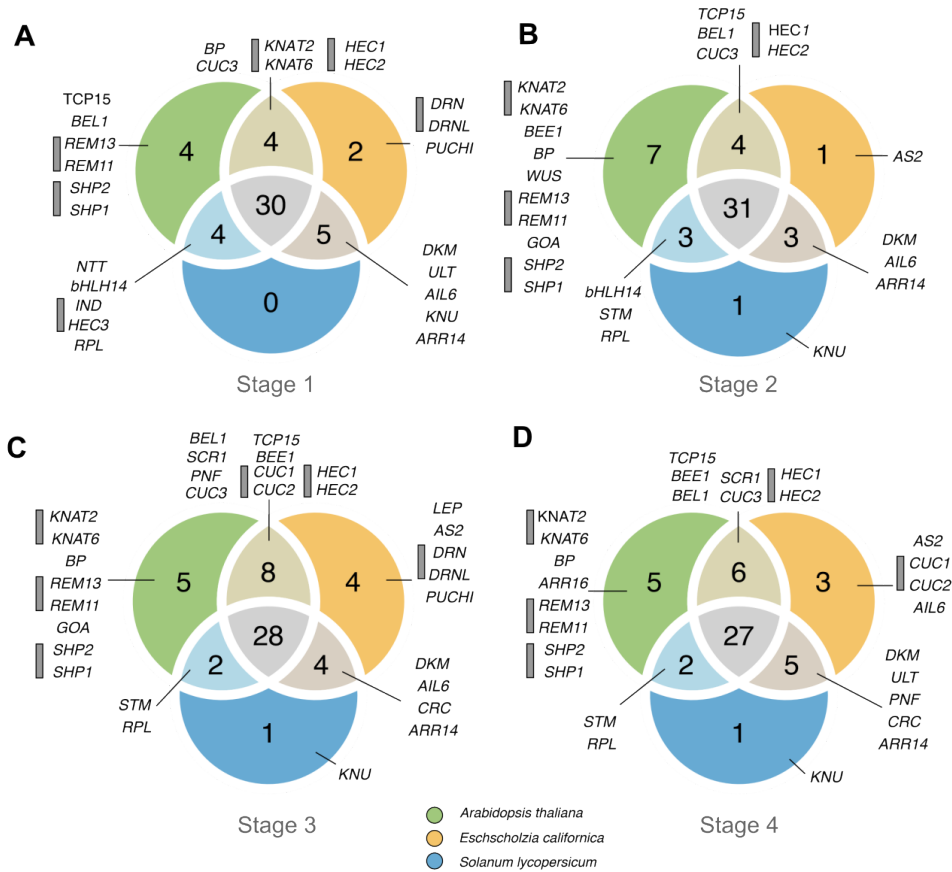 A
BP
CUC3
KNAT2
KNAT6
HEC1
HEC2
TCP15
BEL1
REM13
REM11
SHP2
SHP1
DRN
DRNL
PUCHI
4
4
2
30
4
5
0
NTT
bHLH14
IND
HEC3
RPL
DKM
ULT
AIL6
KNU
ARR14
Stage 1
B
TCP15
BEL1
CUC3
HEC1
HEC2
KNAT2
KNAT6
BEE1
BP
WUS
REM13
REM11
GOA
SHP2
SHP1
7
4
1
AS2
31
3
3
1
bHLH14
STM
RPL
DKM
AIL6
ARR14
KNU
Stage 2
C
BEL1
SCR1
PNF
CUC3
TCP15
BEE1
CUC1
CUC2
HEC1
HEC2
KNAT2
KNAT6
BP
REM13
REM11
GOA
SHP2
SHP1
LEP
AS2
DRN
DRNL
PUCHI
5
8
4
28
2
4
1
STM
RPL
DKM
AIL6
CRC
ARR14
KNU
Stage 3
D
TCP15
BEE1
BEL1
SCR1
CUC3
HEC1
HEC2
KNAT2
KNAT6
BP
ARR16
REM13
REM11
SHP2
SHP1
AS2
CUC1
CUC2
AIL6
5
6
3
27
2
5
1
STM
RPL
DKM
ULT
PNF
CRC
ARR14
KNU
Stage 4
Arabidopsis thaliana
Eschscholzia californica
Solanum lycopersicum